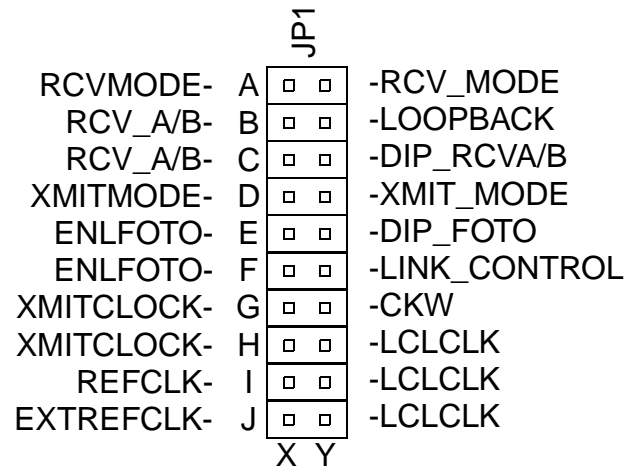 JP1
RCVMODE- A -RCV_MODE
RCV_A/B- B -LOOPBACK
RCV_A/B- C -DIP_RCVA/B
XMITMODE- D -XMIT_MODE
ENLFOTO- E -DIP_FOTO
ENLFOTO- F -LINK_CONTROL
XMITCLOCK- G -CKW
XMITCLOCK- H -LCLCLK
REFCLK- I -LCLCLK
EXTREFCLK- J -LCLCLK
X Y